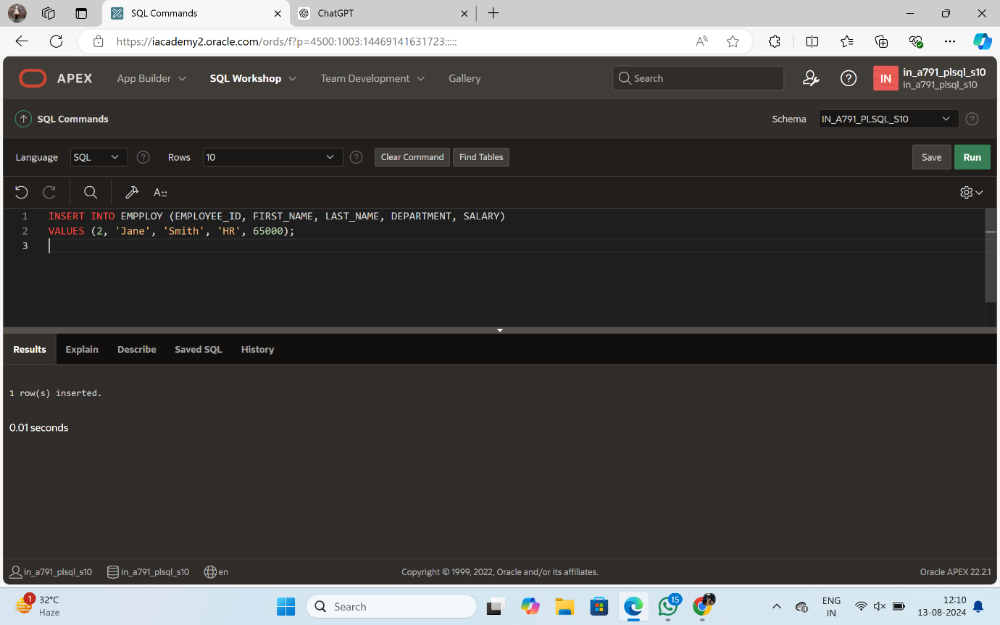 SQL Commands
ChatGPT
https://iacademy2.oracle.com/ords/f?p=4500:1003:14469141631723:::::
APEX App Builder SQL Workshop Team Development Gallery Search IN in_a791_plsql_s10
in_a791_plsql_s10
SQL Commands Schema IN_A791_PLSQL_S10
Language SQL Rows 10 Clear Command Find Tables Save Run
1 INSERT INTO EMPPLOY (EMPLOYEE_ID, FIRST_NAME, LAST_NAME, DEPARTMENT, SALARY)
2 VALUES (2, 'Jane', 'Smith', 'HR', 65000);
3
Results Explain Describe Saved SQL History
1 row(s) inserted.
0.01 seconds
in_a791_plsql_s10 in_a791_plsql_s10 en Copyright © 1999, 2022, Oracle and/or its affiliates. Oracle APEX 22.2.1
1 32°C
Haze
Search
15
ENG
IN
12:10
13-08-2024